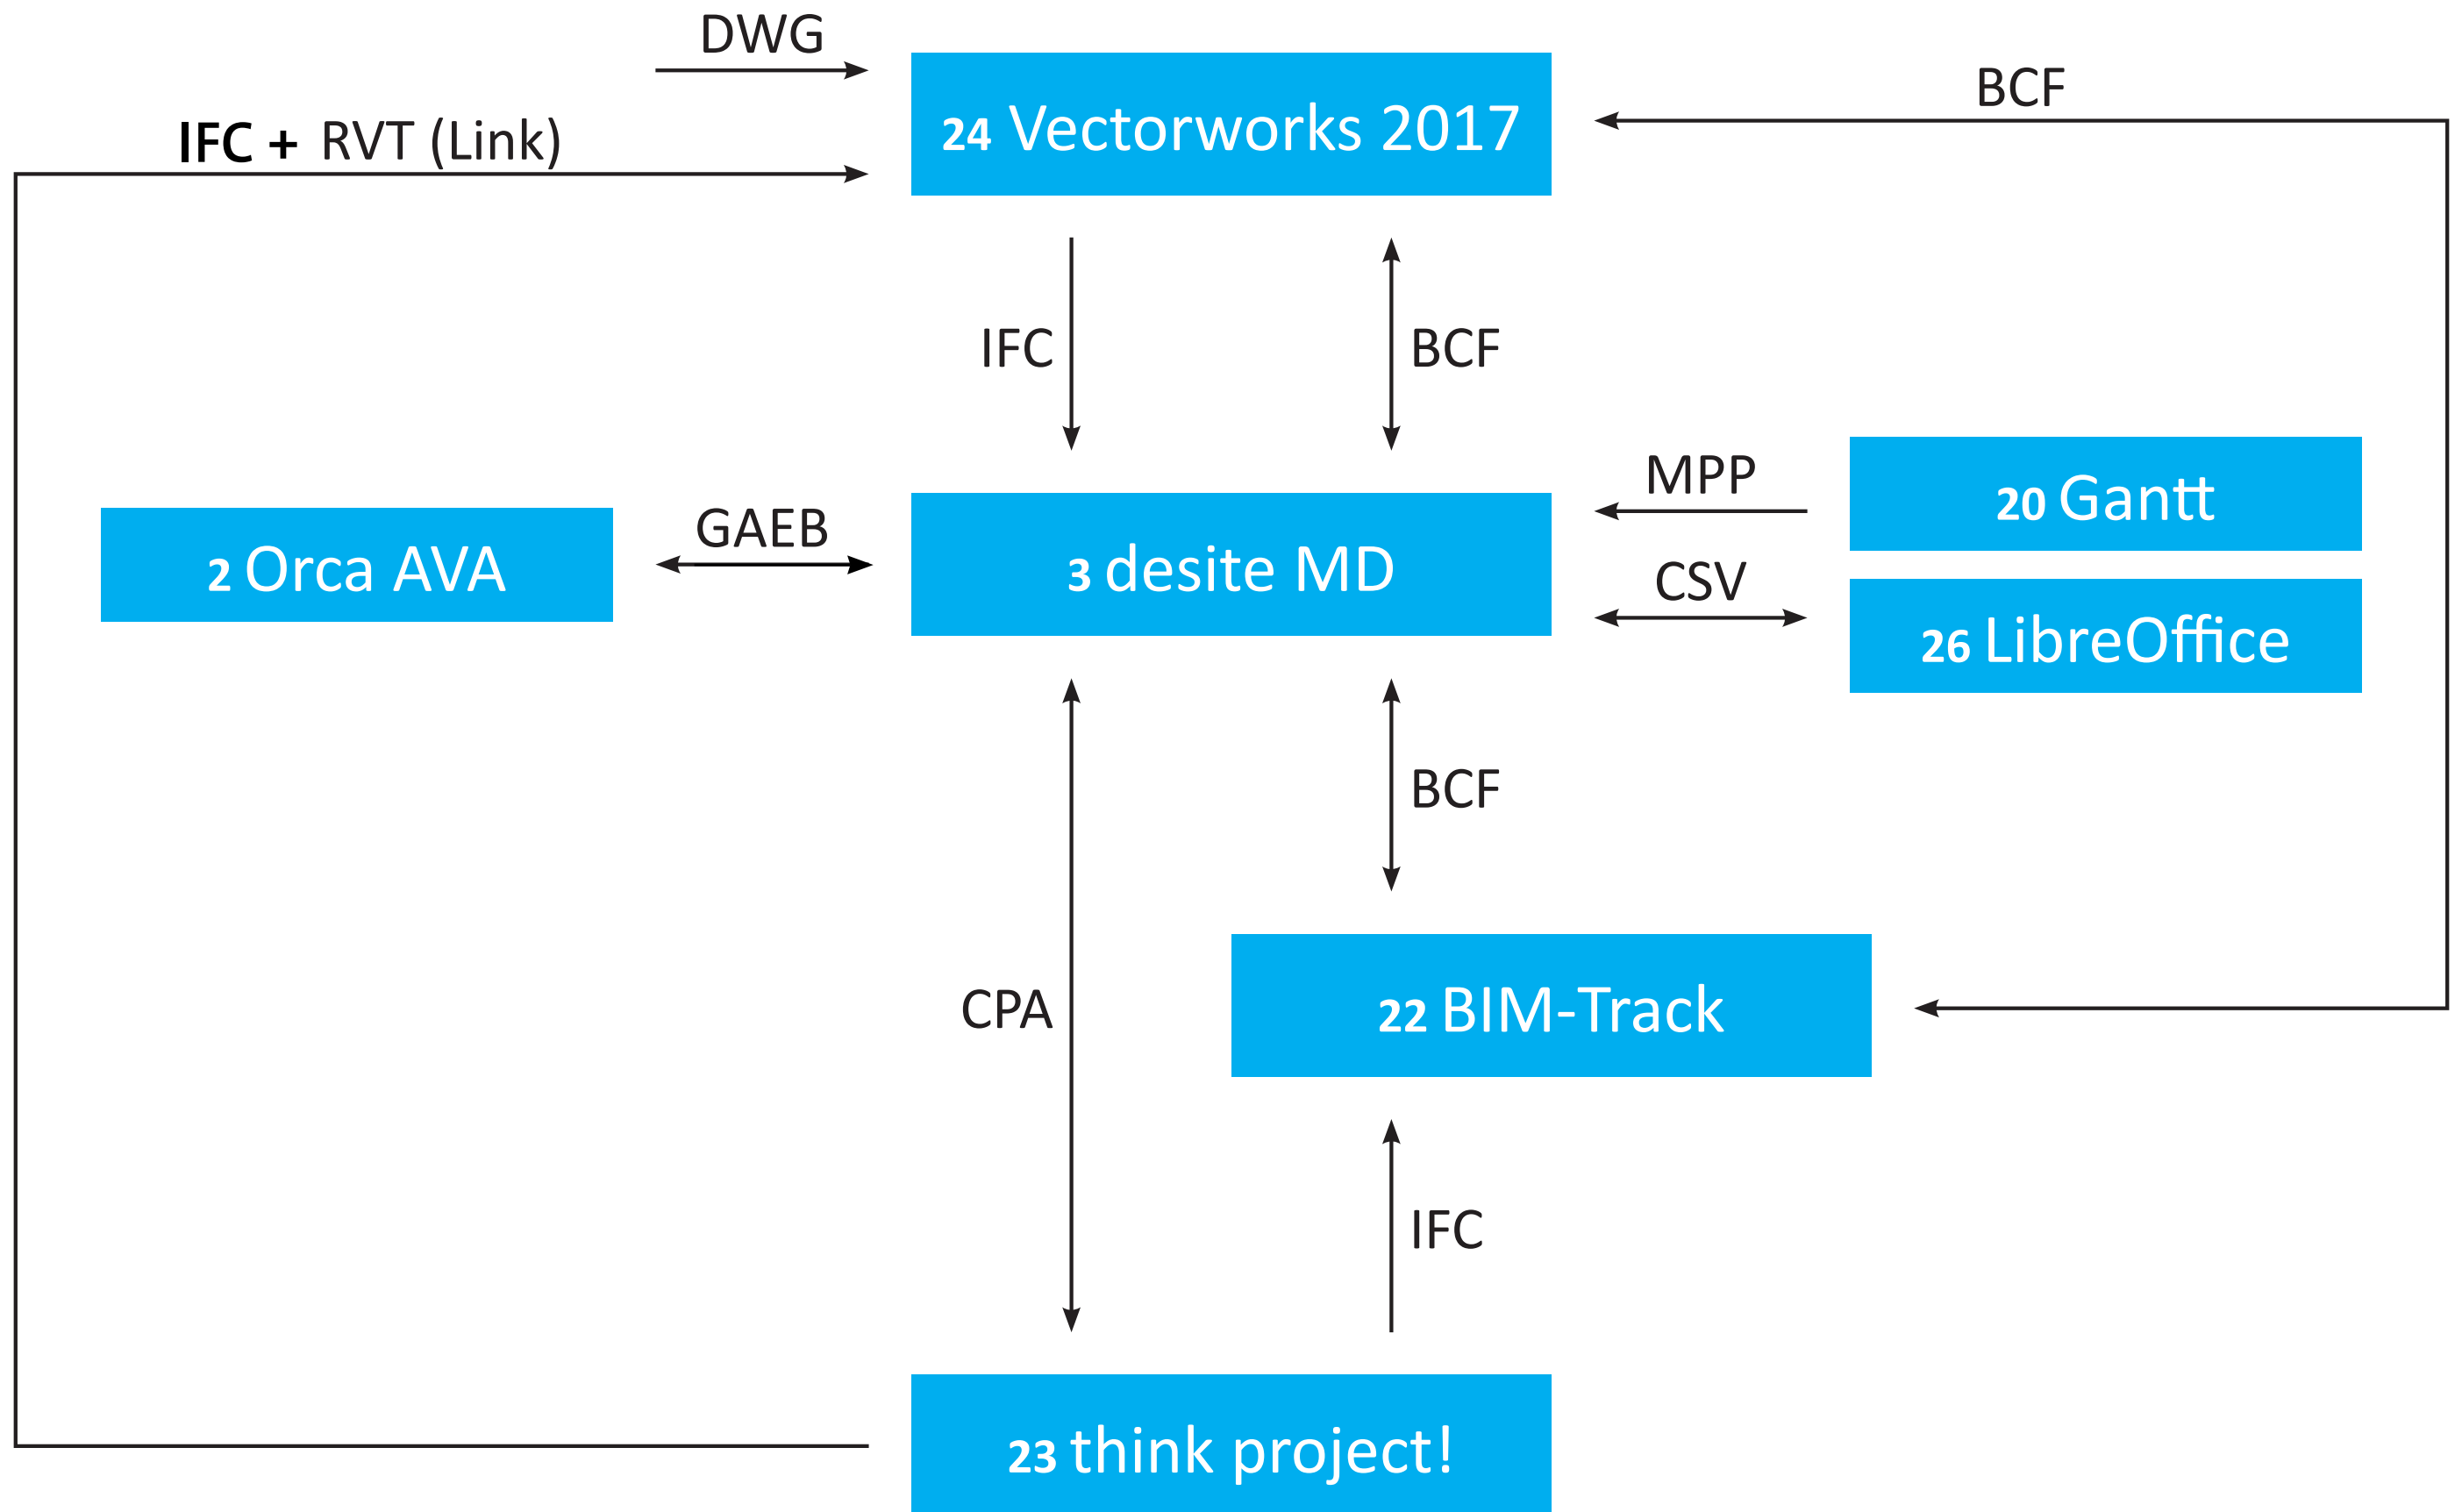 DWG
BCF
24 Vectorworks 2017
IFC + RVT (Link)
IFC
BCF
MPP
20 Gantt
GAEB
2 Orca AVA
3 desite MD
CSV
26 LibreOffice
BCF
CPA
22 BIM-Track
IFC
23 think project!